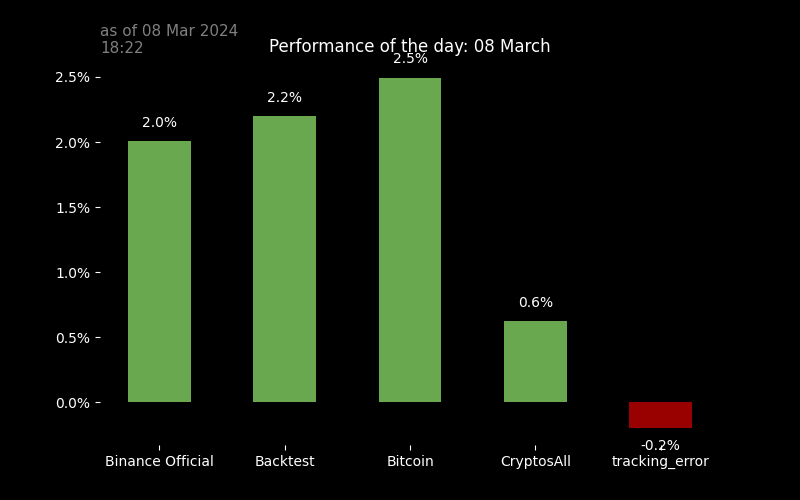 as of 08 Mar 2024
18:22
Performance of the day: 08 March
2.5%
2.0%
1.5%
1.0%
0.5%
0.0%
2.0%
2.2%
2.5%
0.6%
-0.2%
Binance Official
Backtest
Bitcoin
CryptosAll
tracking_error